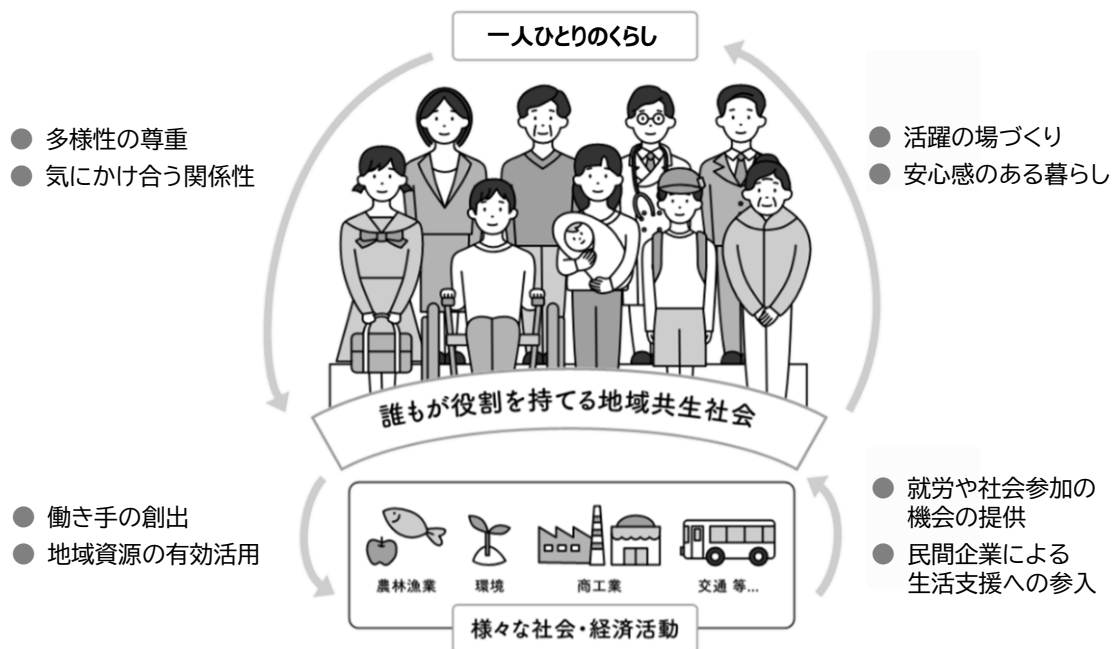 一人ひとりのくらし
● 多様性の尊重
● 気にかけ合う関係性
● 活躍の場づくり
● 安心感のある暮らし
誰もが役割を持てる地域共生社会
● 働き手の創出
● 地域資源の有効活用
● 就労や社会参加の
機会の提供
● 民間企業による
生活支援への参入
農林漁業
環境
商工業
交通 等...
様々な社会・経済活動